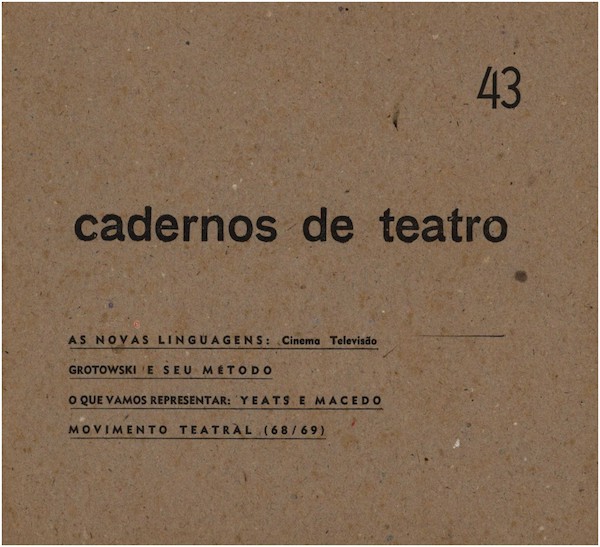 43
cadernos de teatro
AS NOVAS LINGUAGENS: Cinema Televisão
GROTOWSKI E SEU MÉTODO
O QUE VAMOS REPRESENTAR: YEATS E MACEDO
MOVIMENTO TEATRAL (68/69)